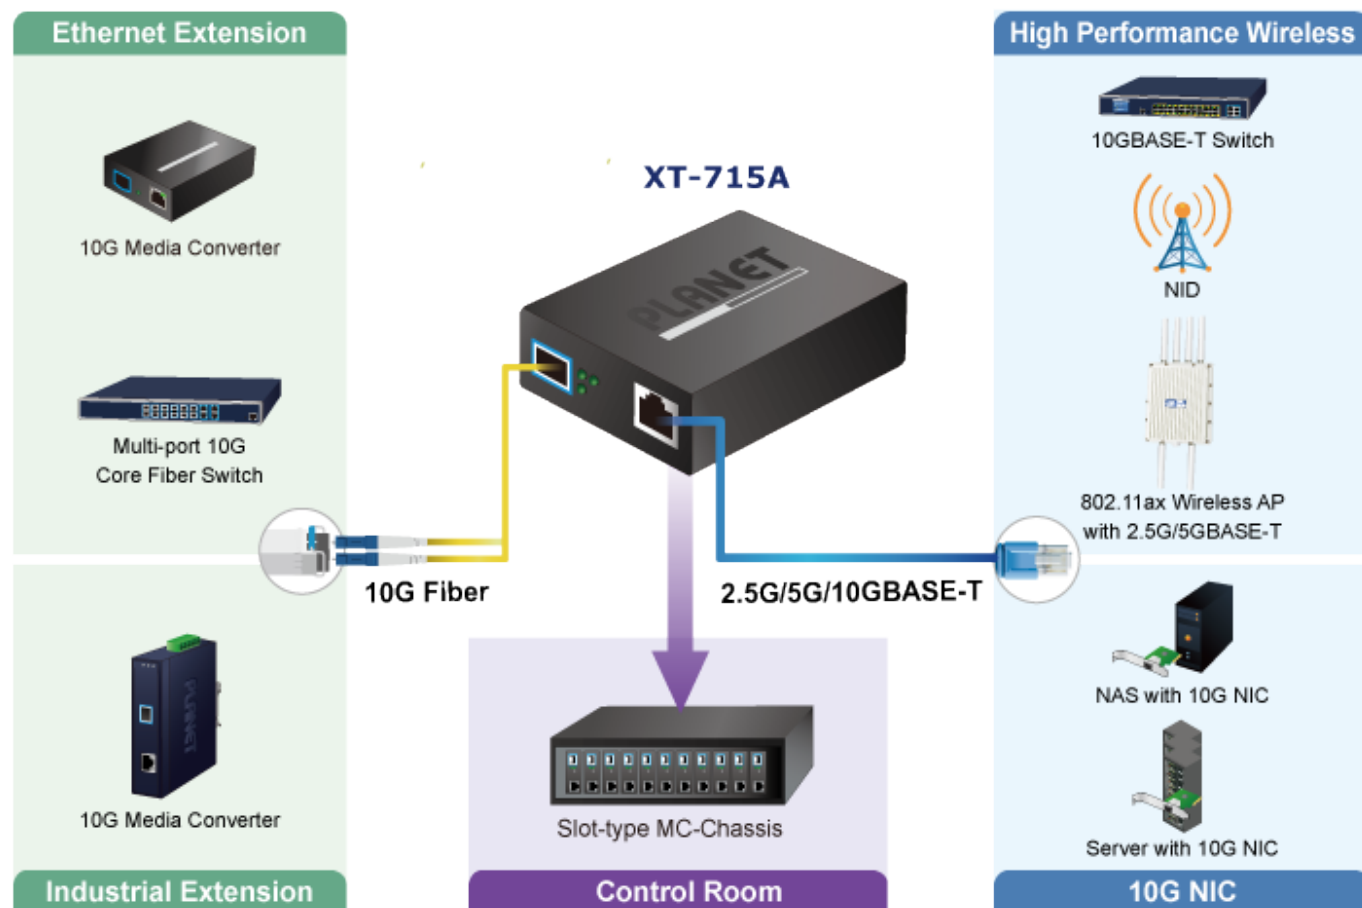 Ethernet Extension
10G Media Converter
Multi-port 10G
Core Fiber Switch
10G Media Converter
PLANET
Industrial Extension
XT-715A
PLANET
10G Fiber
2.5G/5G/10GBASE-T
Slot-type MC-Chassis
Control Room
High Performance Wireless
10GBASE-T Switch
NID
802.11ax Wireless AP
with 2.5G/5GBASE-T
NAS with 10G NIC
Server with 10G NIC
10G NIC